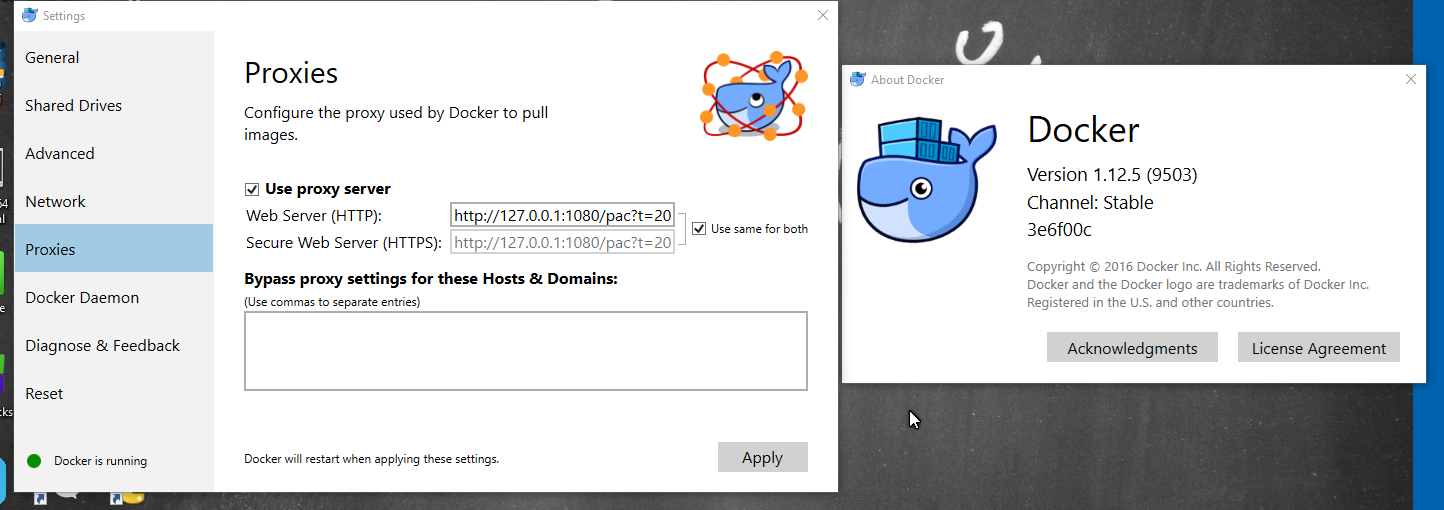 Settings
General
Shared Drives
Advanced
Network
Proxies
Docker Daemon
Diagnose & Feedback
Reset
Docker is running
Proxies
Configure the proxy used by Docker to pull
images.
Use proxy server
Web Server (HTTP): http://127.0.0.1:1080/pac?t=20
Secure Web Server (HTTPS): http://127.0.0.1:1080/pac?t=20
Use same for both
Bypass proxy settings for these Hosts & Domains:
(Use commas to separate entries)
Docker will restart when applying these settings.
Apply
About Docker
Docker
Version 1.12.5 (9503)
Channel: Stable
3e6f00c
Copyright © 2016 Docker Inc. All Rights Reserved.
Docker and the Docker logo are trademarks of Docker Inc.
Registered in the U.S. and other countries.
Acknowledgments
License Agreement